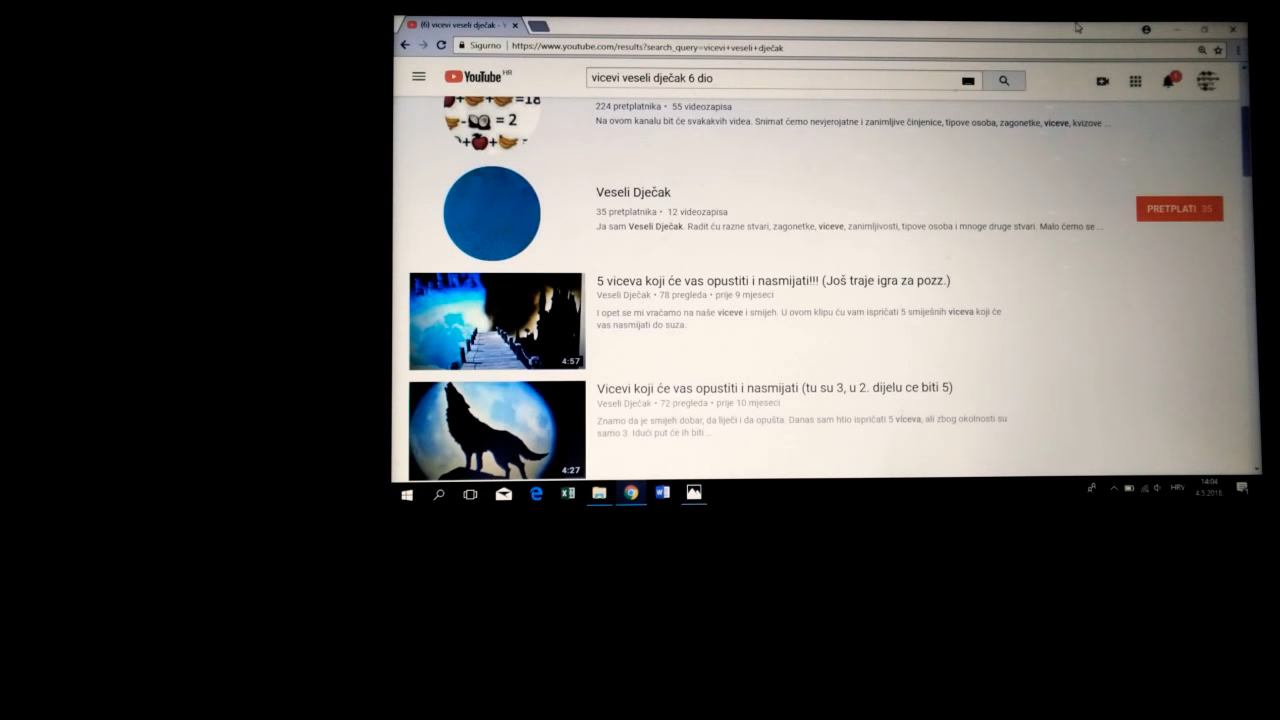 (6) vicevi veseli dječak -
Sigurno | https://www.youtube.com/results?search_query=vicevi+veseli+dječak
YouTube HR
vicevi veseli dječak 6 dio
=18
- = 2
+ + -
224 pretplatnika • 55 videozapisa
Na ovom kanalu bit će svakakvih videa. Snimat ćemo nevjerojatne i zanimljive činjenice, tipove osoba, zagonetke, viceve, kvizove ...
Veseli Dječak
35 pretplatnika • 12 videozapisa
Ja sam Veseli Dječak. Radit ću razne stvari, zagonetke, viceve, zanimljivosti, tipove osoba i mnoge druge stvari. Malo ćemo se ...
PRETPLATI 35
5 viceva koji će vas opustiti i nasmijati!!! (Još traje igra za pozz.)
Veseli Dječak • 78 pregleda • prije 9 mjeseci
I opet se mi vraćamo na naše viceve i smijeh. U ovom klipu ću vam ispričati 5 smiješnih viceva koji će
vas nasmijati do suza.
4:57
Vicevi koji će vas opustiti i nasmijati (tu su 3, u 2. dijelu ce biti 5)
Veseli Dječak • 72 pregleda • prije 10 mjeseci
Znamo da je smijeh dobar, da liječi i da opušta. Danas sam htio ispričati 5 viceva, ali zbog okolnosti su
samo 3. Idući put će ih biti ...
4:27
HRV
14:04
4.5.2018.